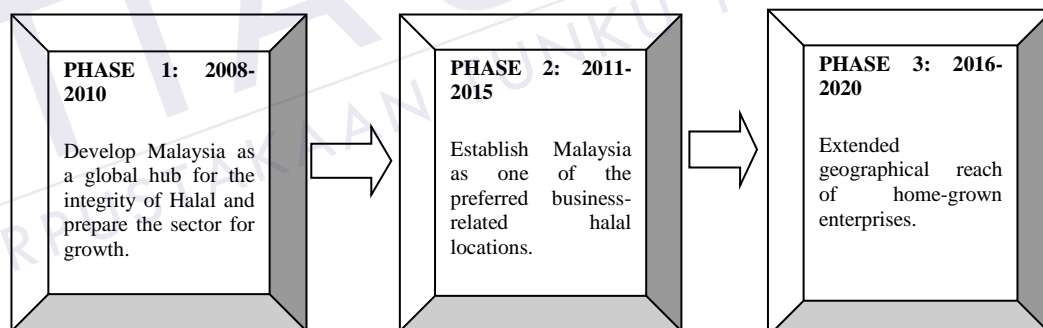 PHASE 1: 2008-
2010
Develop Malaysia as
a global hub for the
integrity of Halal and
prepare the sector for
growth.
PHASE 2: 2011-
2015
Establish Malaysia
as one of the
preferred business-
related halal
locations.
PHASE 3: 2016-
2020
Extended
geographical reach
of home-grown
enterprises.